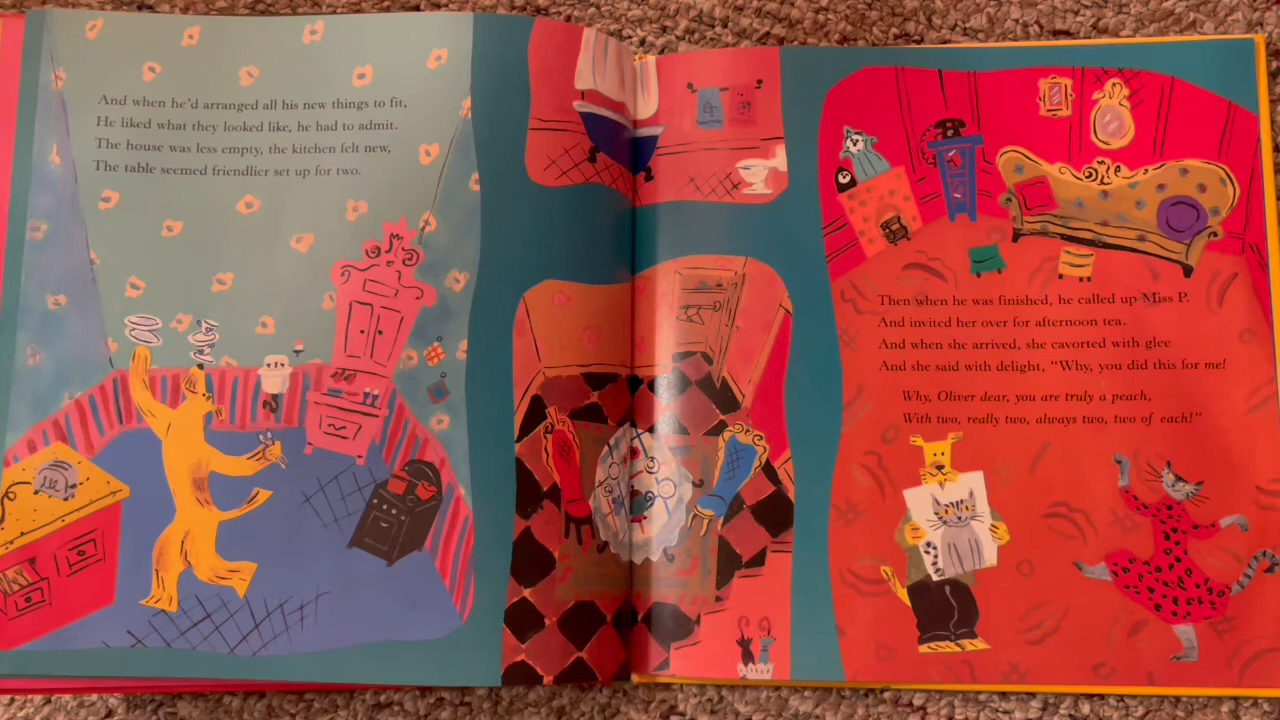 And when he'd arranged all his new things to fit,
He liked what they looked like, he had to admit.
The house was less empty, the kitchen felt new,
The table seemed friendlier set up for two.
Then when he was finished, he called up Miss P.
And invited her over for afternoon tea.
And when she arrived, she cavorted with glee
And she said with delight, "Why, you did this for me!
Why, Oliver dear, you are truly a peach,
With two, really two, always two, two of each!"